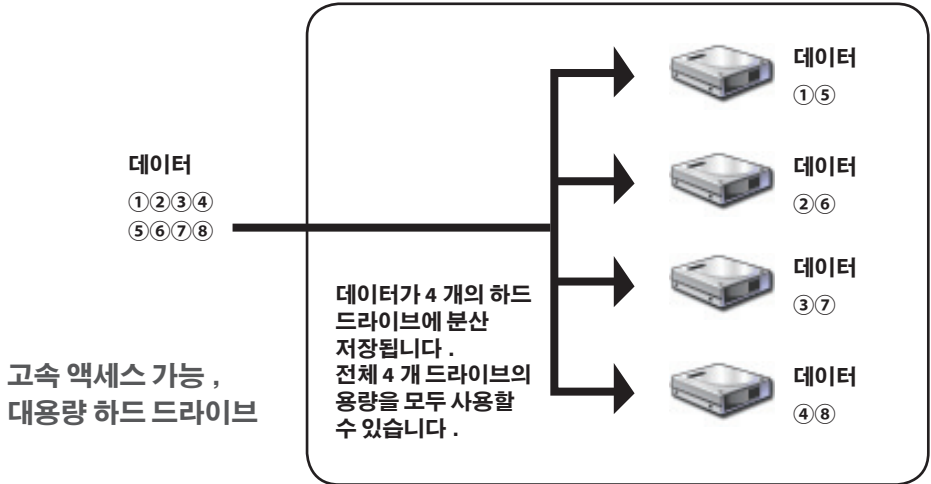 데이터
①②③④
⑤⑥⑦⑧
고속 액세스 가능 ,
대용량 하드 드라이브
데이터가 4 개의 하드
드라이브에 분산
저장됩니다 .
전체 4 개 드라이브의
용량을 모두 사용할
수 있습니다 .
데이터
①⑤
데이터
②⑥
데이터
③⑦
데이터
④⑧